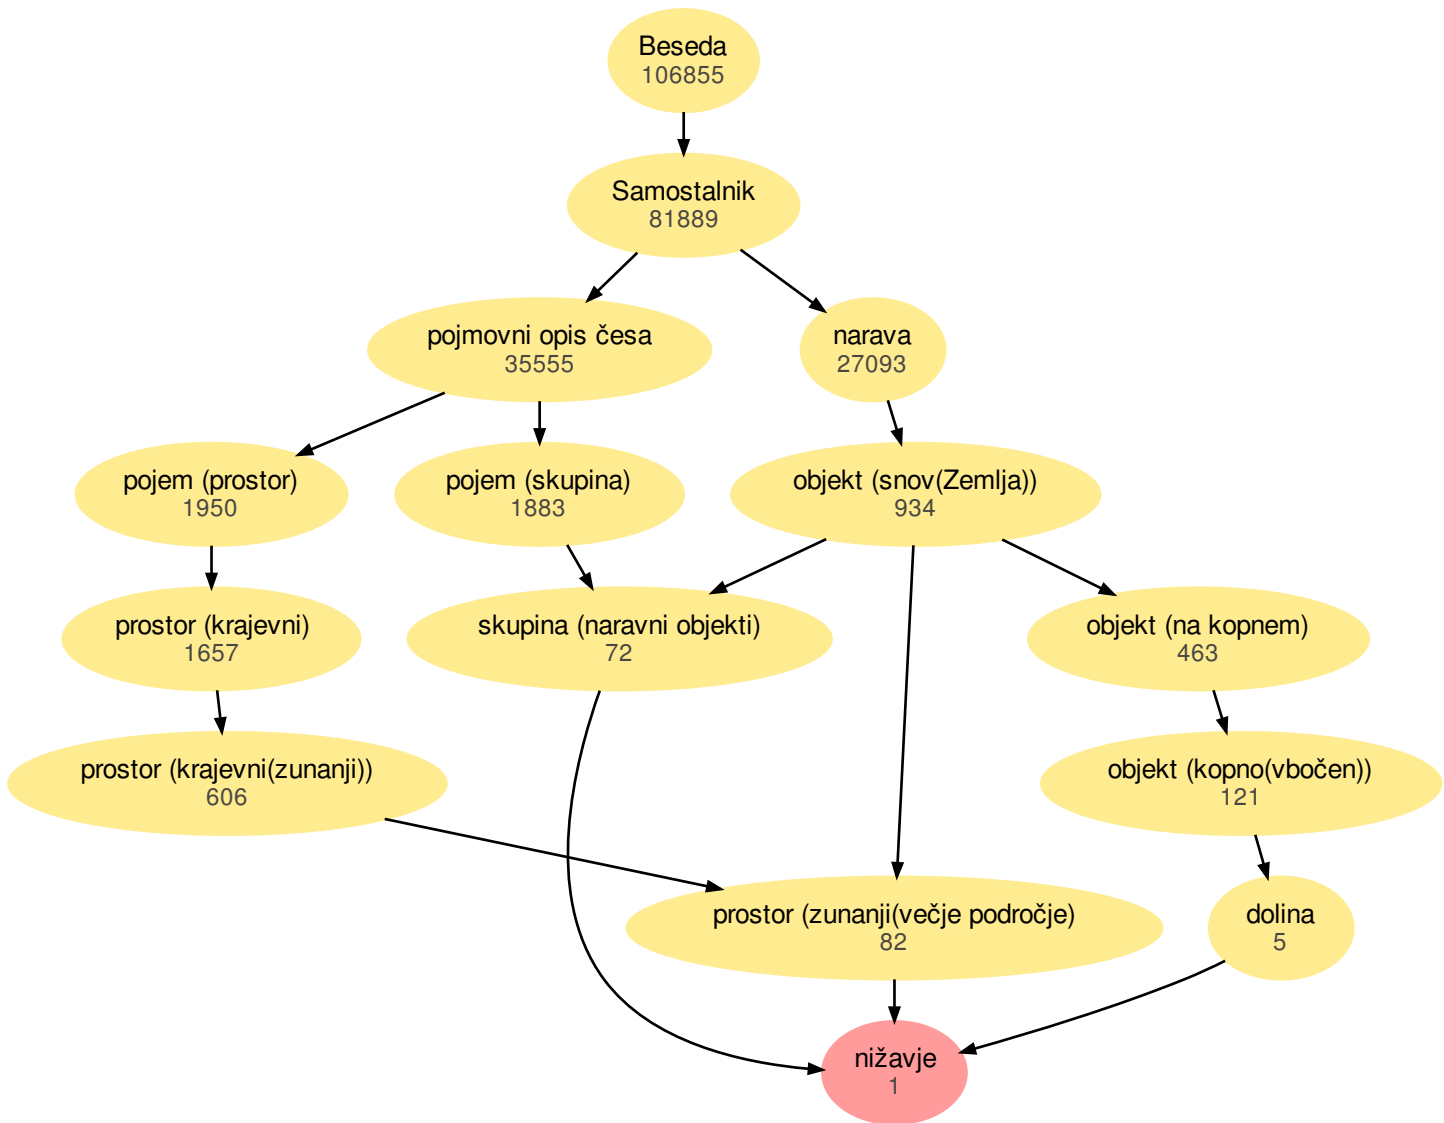 Beseda
106855
Samostalnik
81889
pojmovni opis česa
35555
narava
27093
pojem (prostor)
1950
pojem (skupina)
1883
objekt (snov(Zemlja))
934
prostor (krajevni)
1657
skupina (naravni objekti)
72
objekt (na kopnem)
463
prostor (krajevni(zunanji))
606
objekt (kopno(vbočen))
121
prostor (zunanji(večje področje)
82
dolina
5
nižavje
1